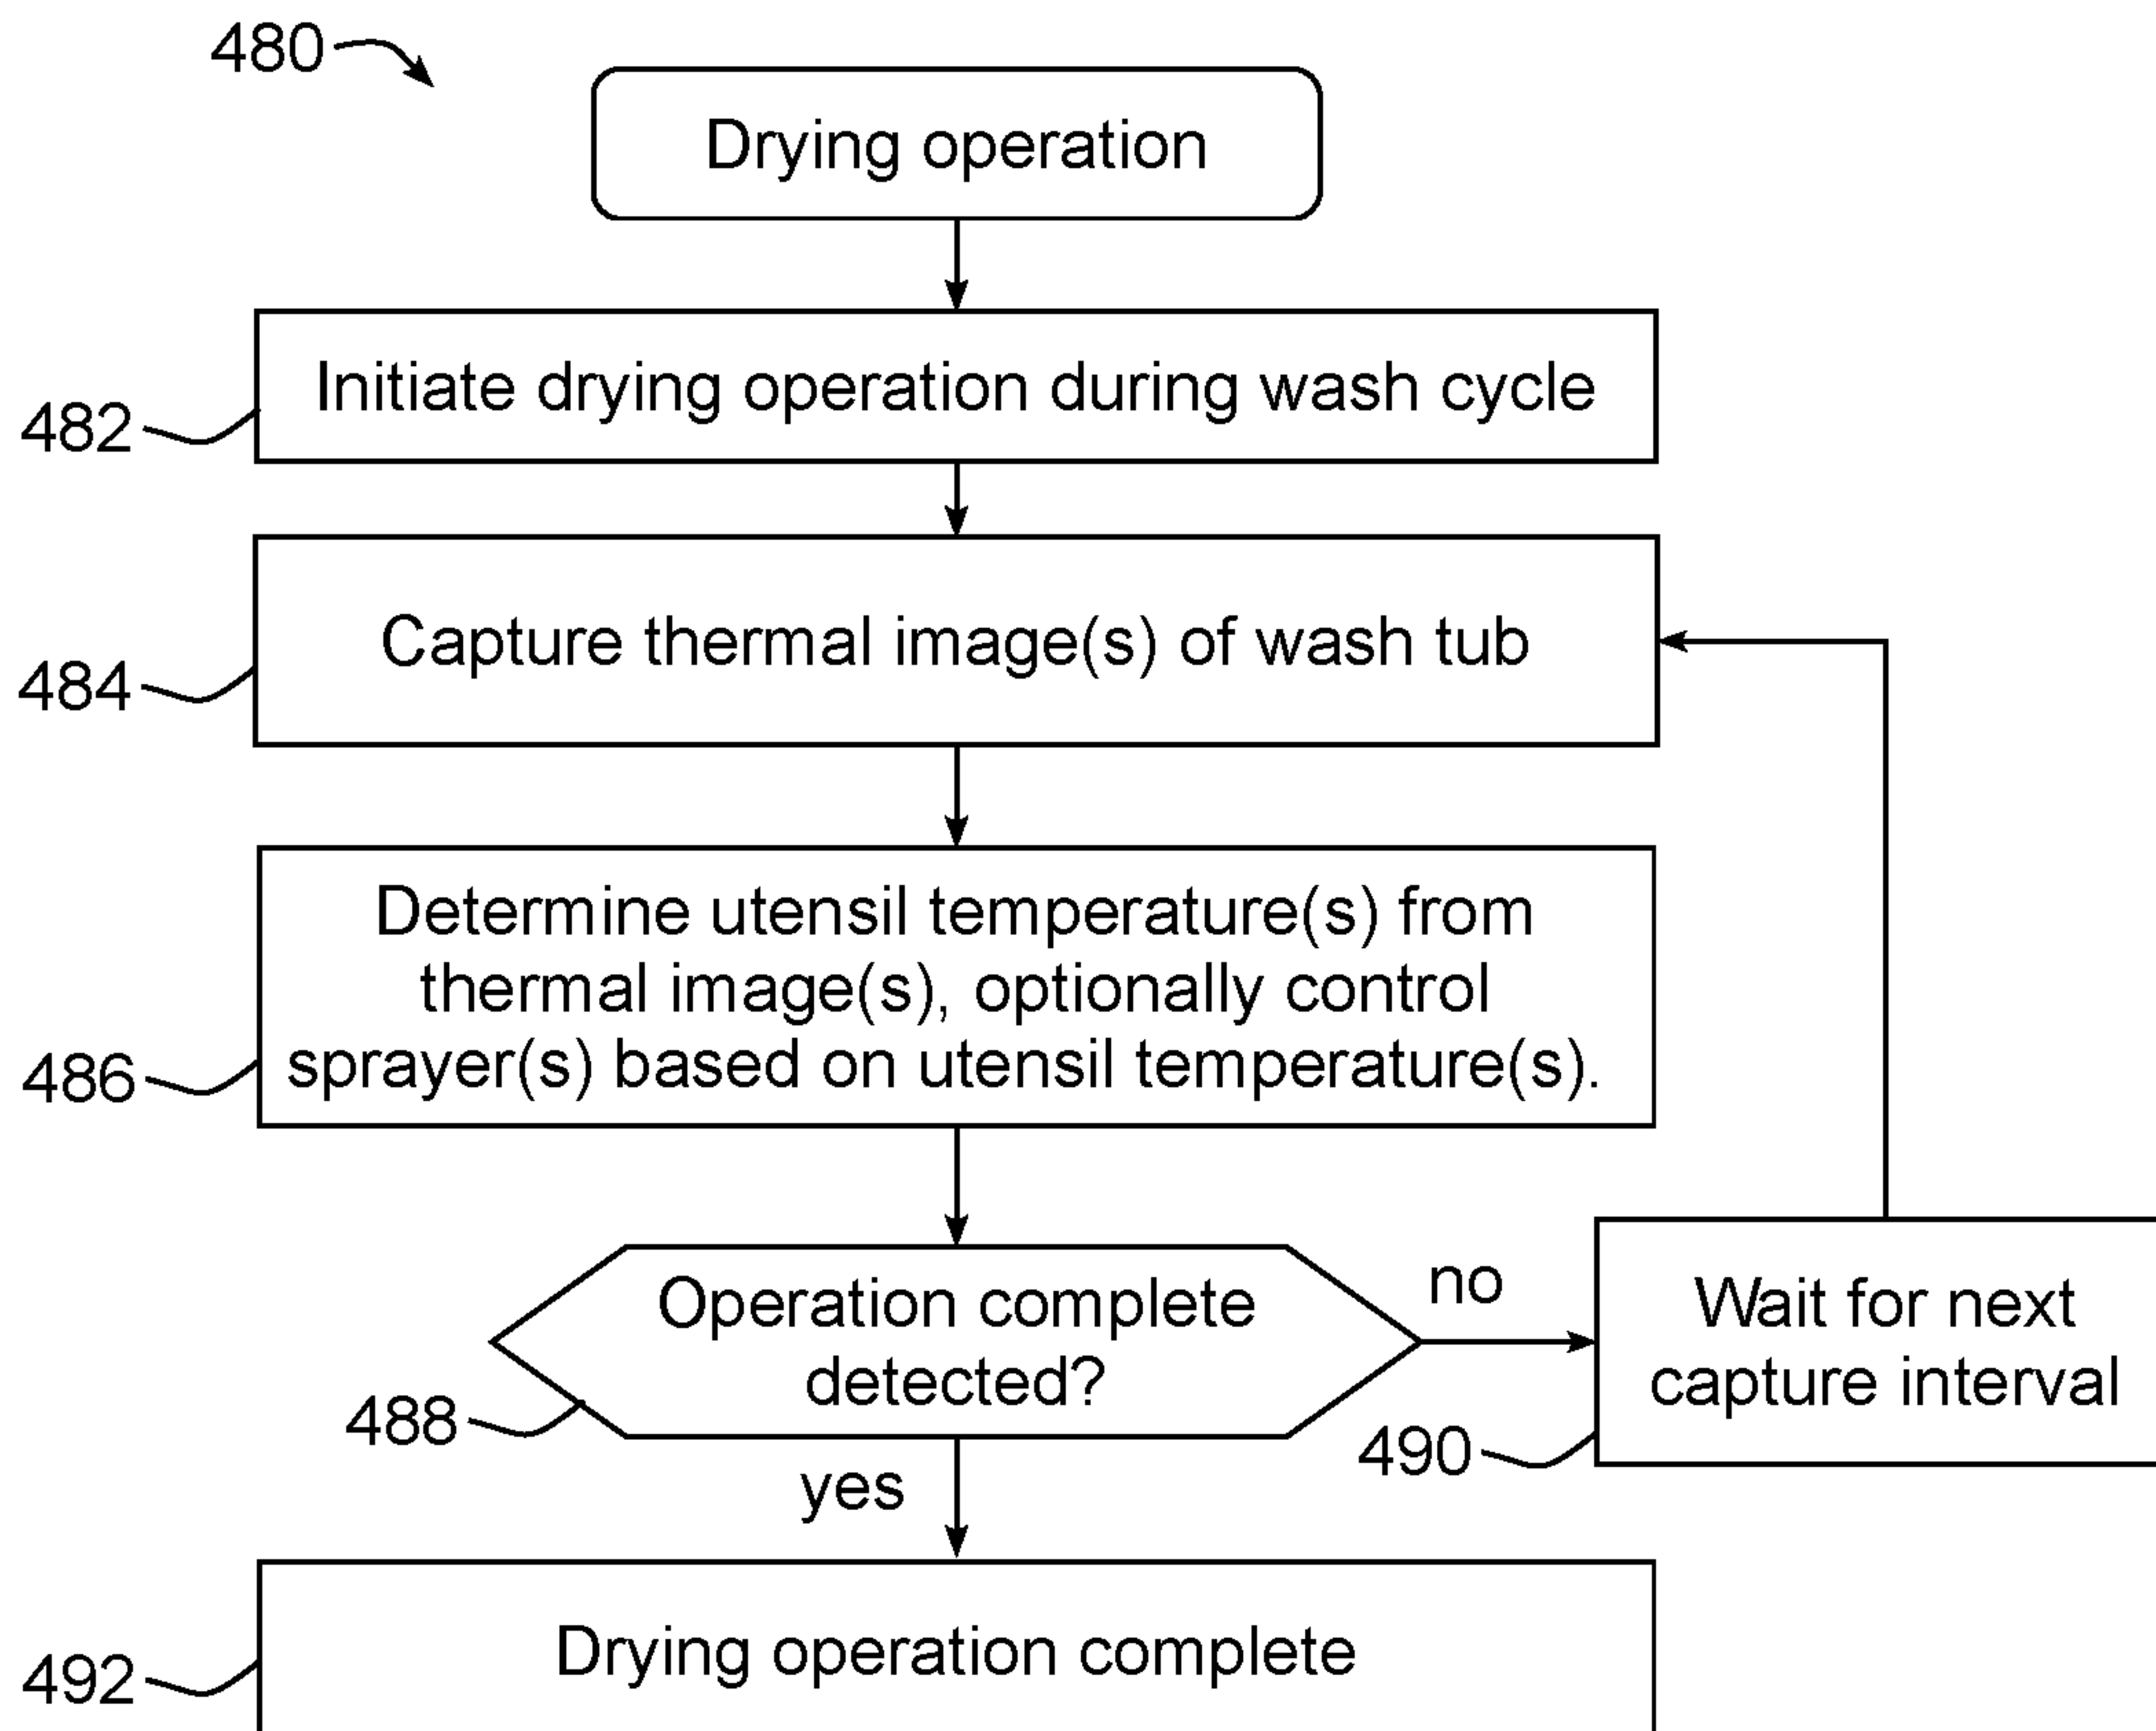 480
Drying operation
Initiate drying operation during wash cycle
482
Capture thermal image(s) of wash tub
484
Determine utensil temperature(s) from
thermal image(s), optionally control
sprayer(s) based on utensil temperature(s).
486
Operation complete
detected?
488
no
Wait for next
capture interval
490
yes
Drying operation complete
492